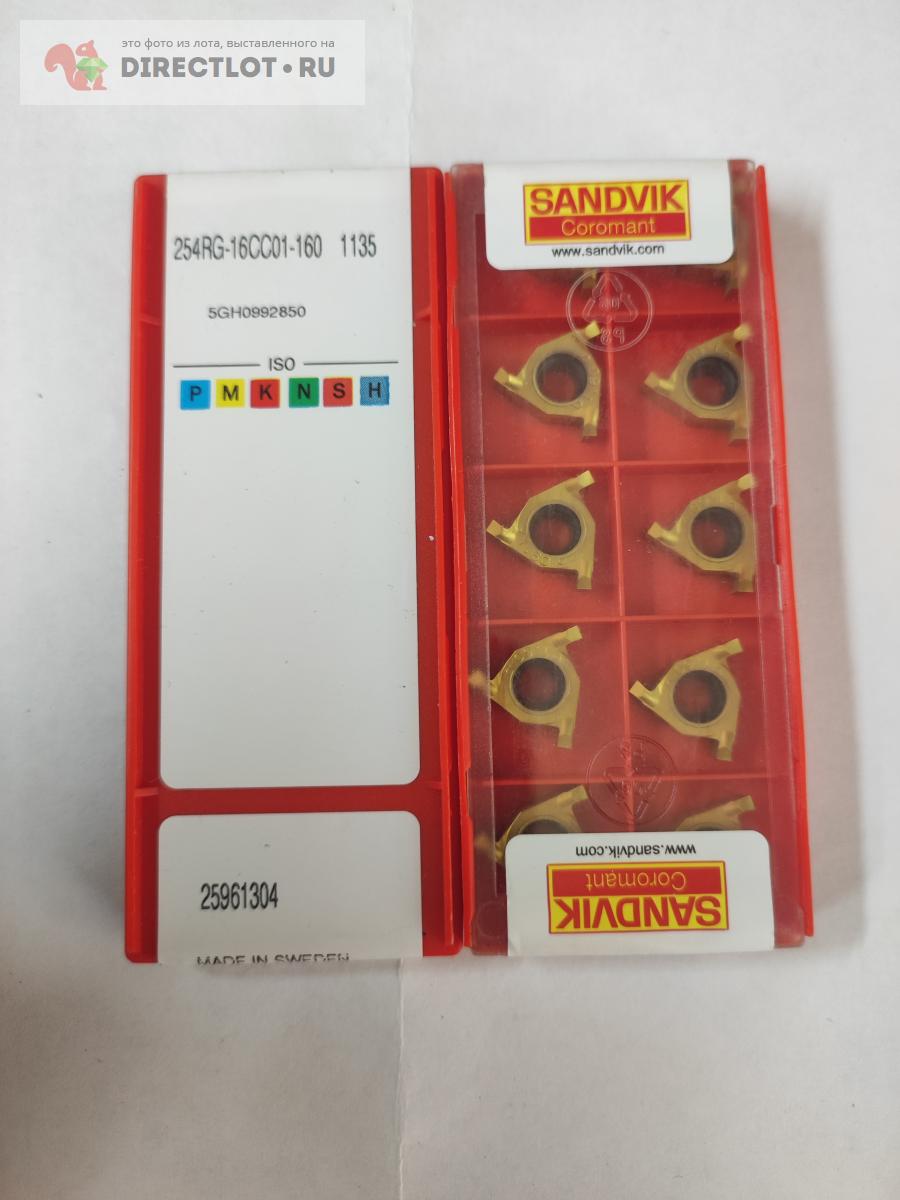 это фото из лота, выставленного на
DIRECTLOT•RU
254RG-16CC01-160 1135
5GH0992850
ISO
P M K N S H
25961304
MADE IN SWEDEN
SANDVIK
Coromant
www.sandvik.com
PS
www.sandvik.com
Coromant
SANDVIK